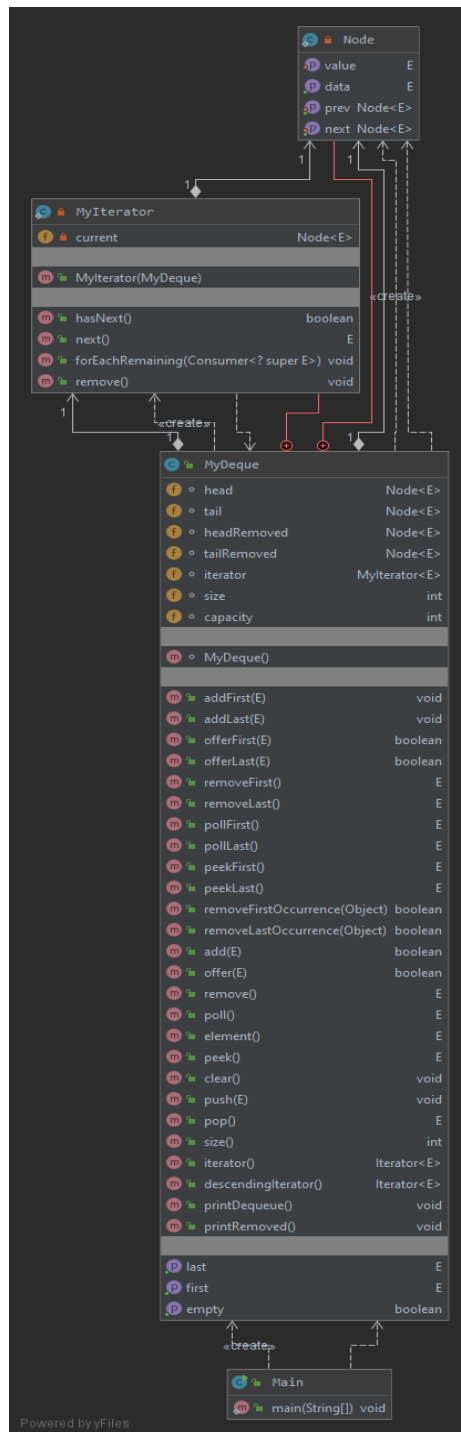 Node
value E
data E
prev Node<E>
next Node<E>
1 1
1
«create»
MyIterator
current Node<E>
MyIterator(MyDeque)
hasNext() boolean
next() E
forEachRemaining(Consumer<? super E>) void
remove() void
1
«create»
1 1
MyDeque
head Node<E>
tail Node<E>
headRemoved Node<E>
tailRemoved Node<E>
iterator MyIterator<E>
size int
capacity int
MyDeque()
addFirst(E) void
addLast(E) void
offerFirst(E) boolean
offerLast(E) boolean
removeFirst() E
removeLast() E
pollFirst() E
pollLast() E
peekFirst() E
peekLast() E
removeFirstOccurrence(Object) boolean
removeLastOccurrence(Object) boolean
add(E) boolean
offer(E) boolean
remove() E
poll() E
element() E
peek() E
clear() void
push(E) void
pop() E
size() int
iterator() Iterator<E>
descendingIterator() Iterator<E>
printDequeue() void
printRemoved() void
last E
first E
empty boolean
«create»
Main
main(String[]) void
Powered by yFiles